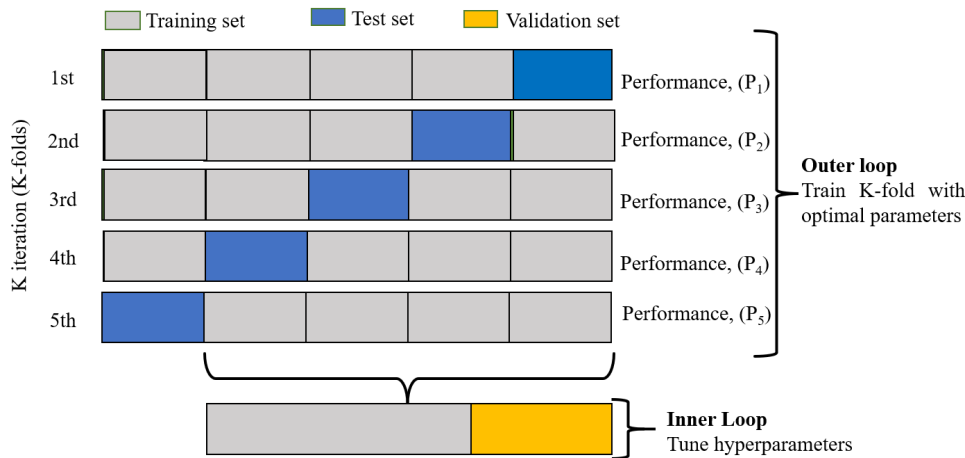 Training set
Test set
Validation set
K iteration (K-folds)
1st
Performance, (P₁)
2nd
Performance, (P₂)
3rd
Performance, (P₃)
4th
Performance, (P₄)
5th
Performance, (P₅)
Outer loop
Train K-fold with
optimal parameters
Inner Loop
Tune hyperparameters